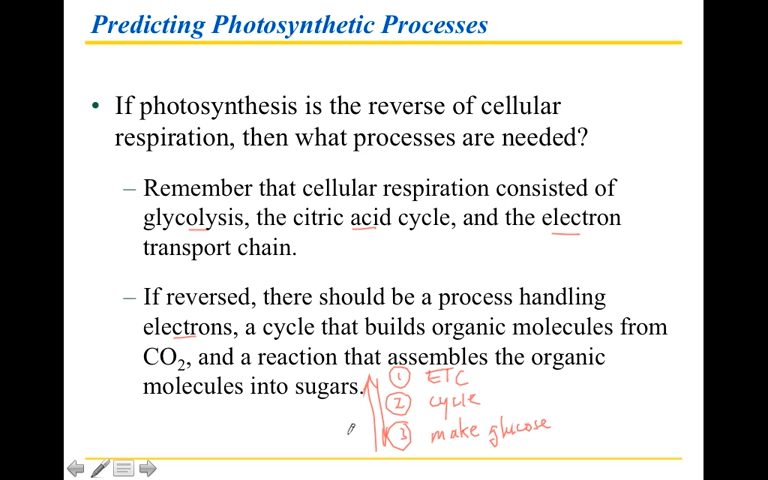 Predicting Photosynthetic Processes
• If photosynthesis is the reverse of cellular
respiration, then what processes are needed?
– Remember that cellular respiration consisted of
glycolysis, the citric acid cycle, and the electron
transport chain.
– If reversed, there should be a process handling
electrons, a cycle that builds organic molecules from
CO₂, and a reaction that assembles the organic
molecules into sugars.
① ETC
② cycle
③ make glucose